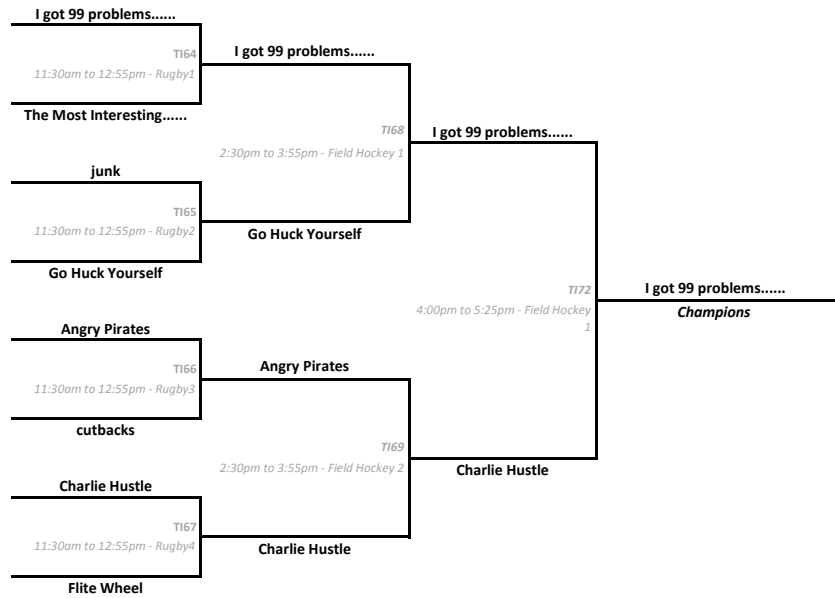 I got 99 problems......
TI64
11:30am to 12:55pm - Rugby1
The Most Interesting......
I got 99 problems......
TI68
2:30pm to 3:55pm - Field Hockey 1
junk
TI65
11:30am to 12:55pm - Rugby2
Go Huck Yourself
Go Huck Yourself
I got 99 problems......
TI72
4:00pm to 5:25pm - Field Hockey
1
I got 99 problems......
Champions
Angry Pirates
TI66
11:30am to 12:55pm - Rugby3
cutbacks
Angry Pirates
TI69
2:30pm to 3:55pm - Field Hockey 2
Charlie Hustle
Charlie Hustle
TI67
11:30am to 12:55pm - Rugby4
Flite Wheel
Charlie Hustle